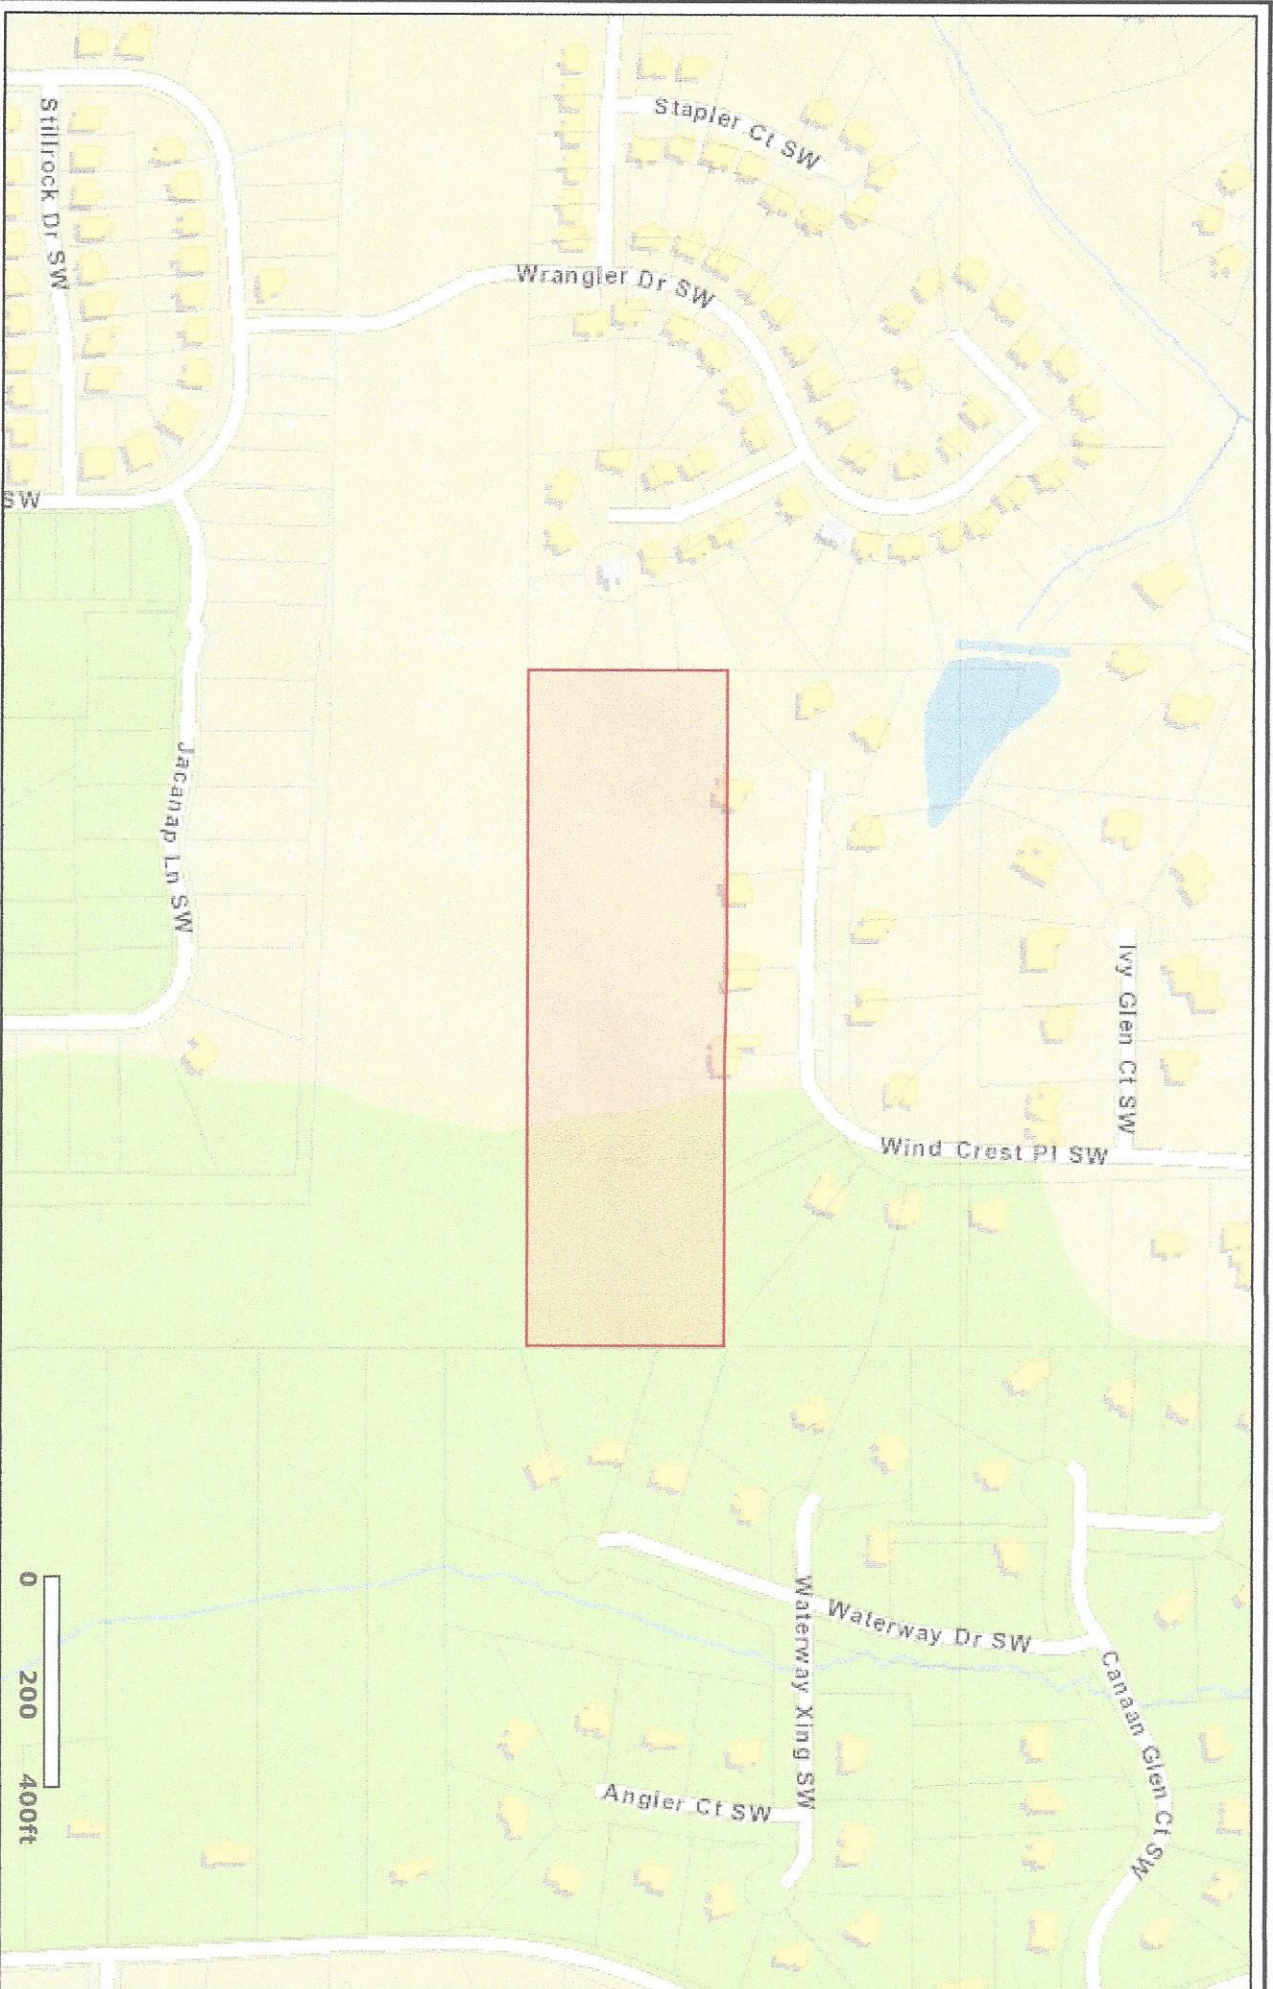 Stapler Ct SW
Stillrock Dr SW
Wrangler Dr SW
SW
Jacanap Ln SW
Ivy Glen Ct SW
Wind Crest Pl SW
Waterway Dr SW
Waterway Xing SW
Canaan Glen Ct SW
Angler Ct SW
0 200 400ft